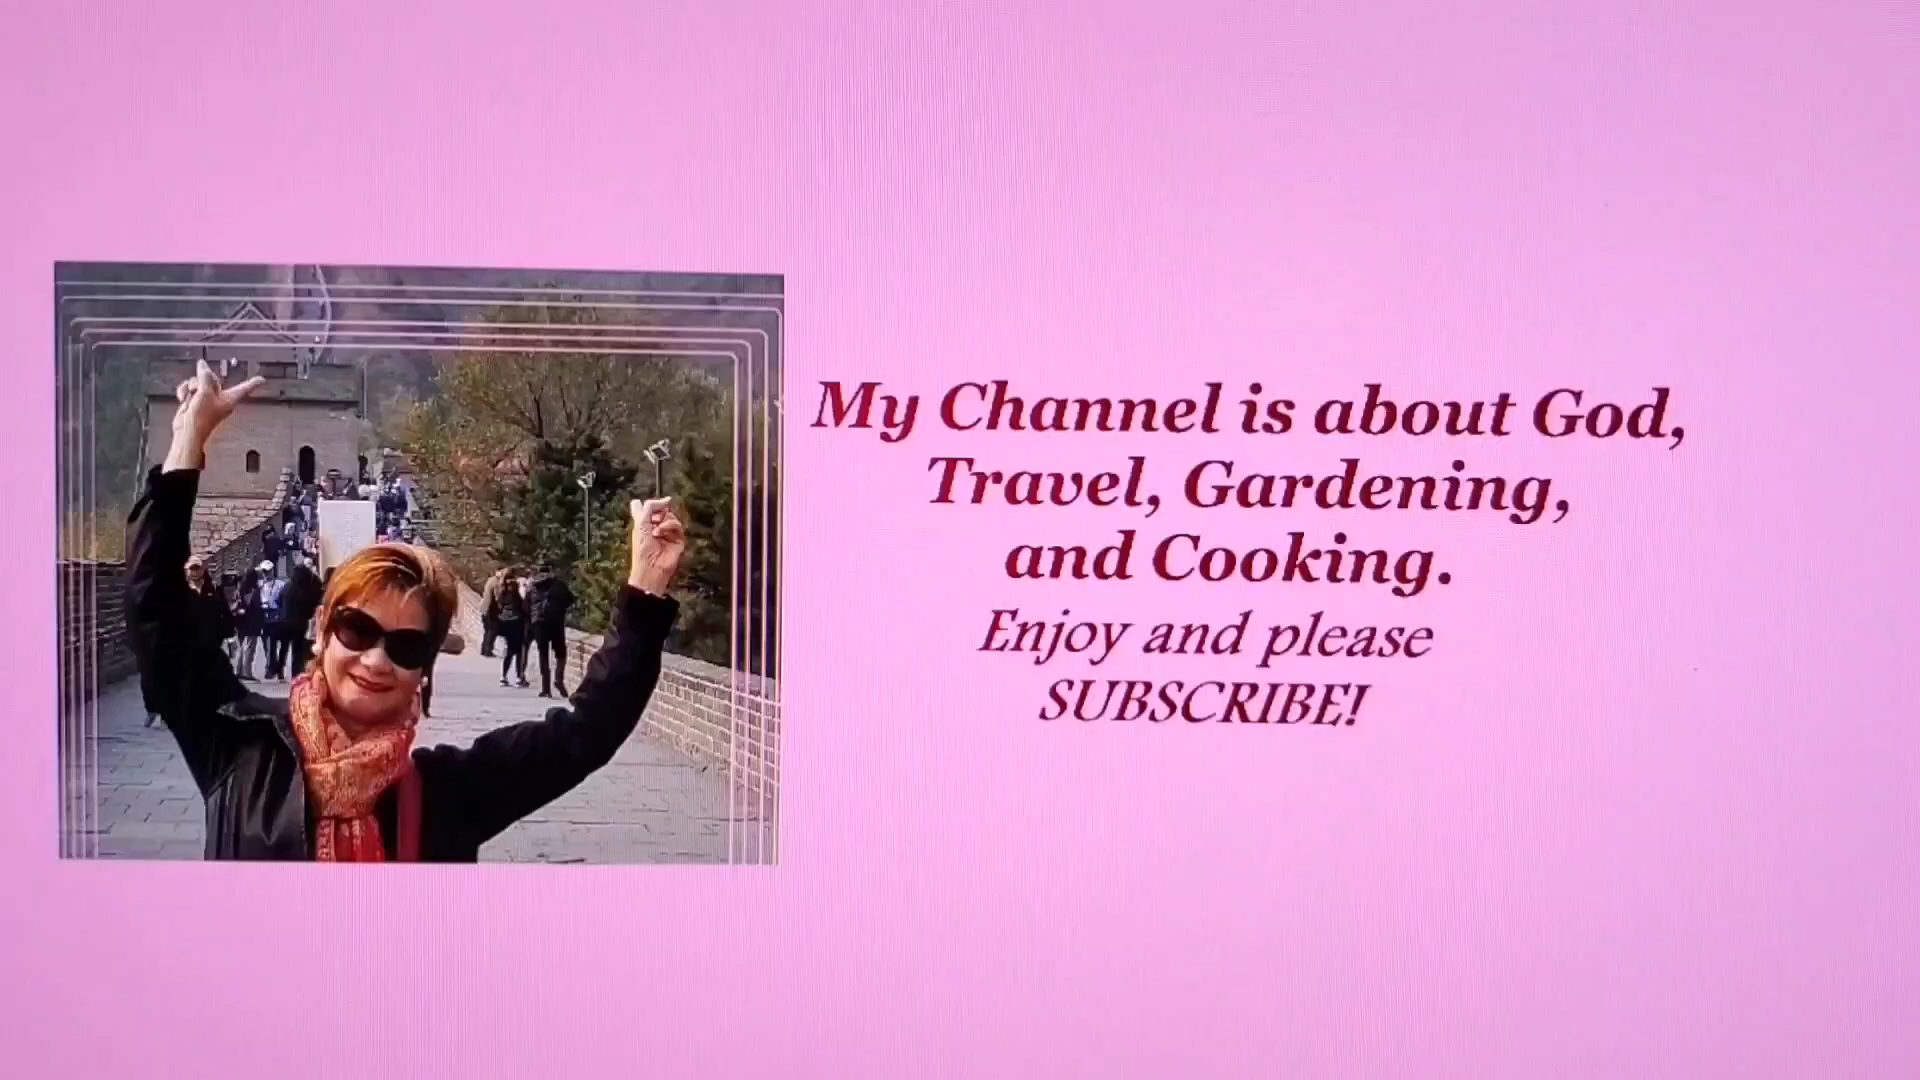 My Channel is about God,
Travel, Gardening,
and Cooking.
Enjoy and please
SUBSCRIBE!